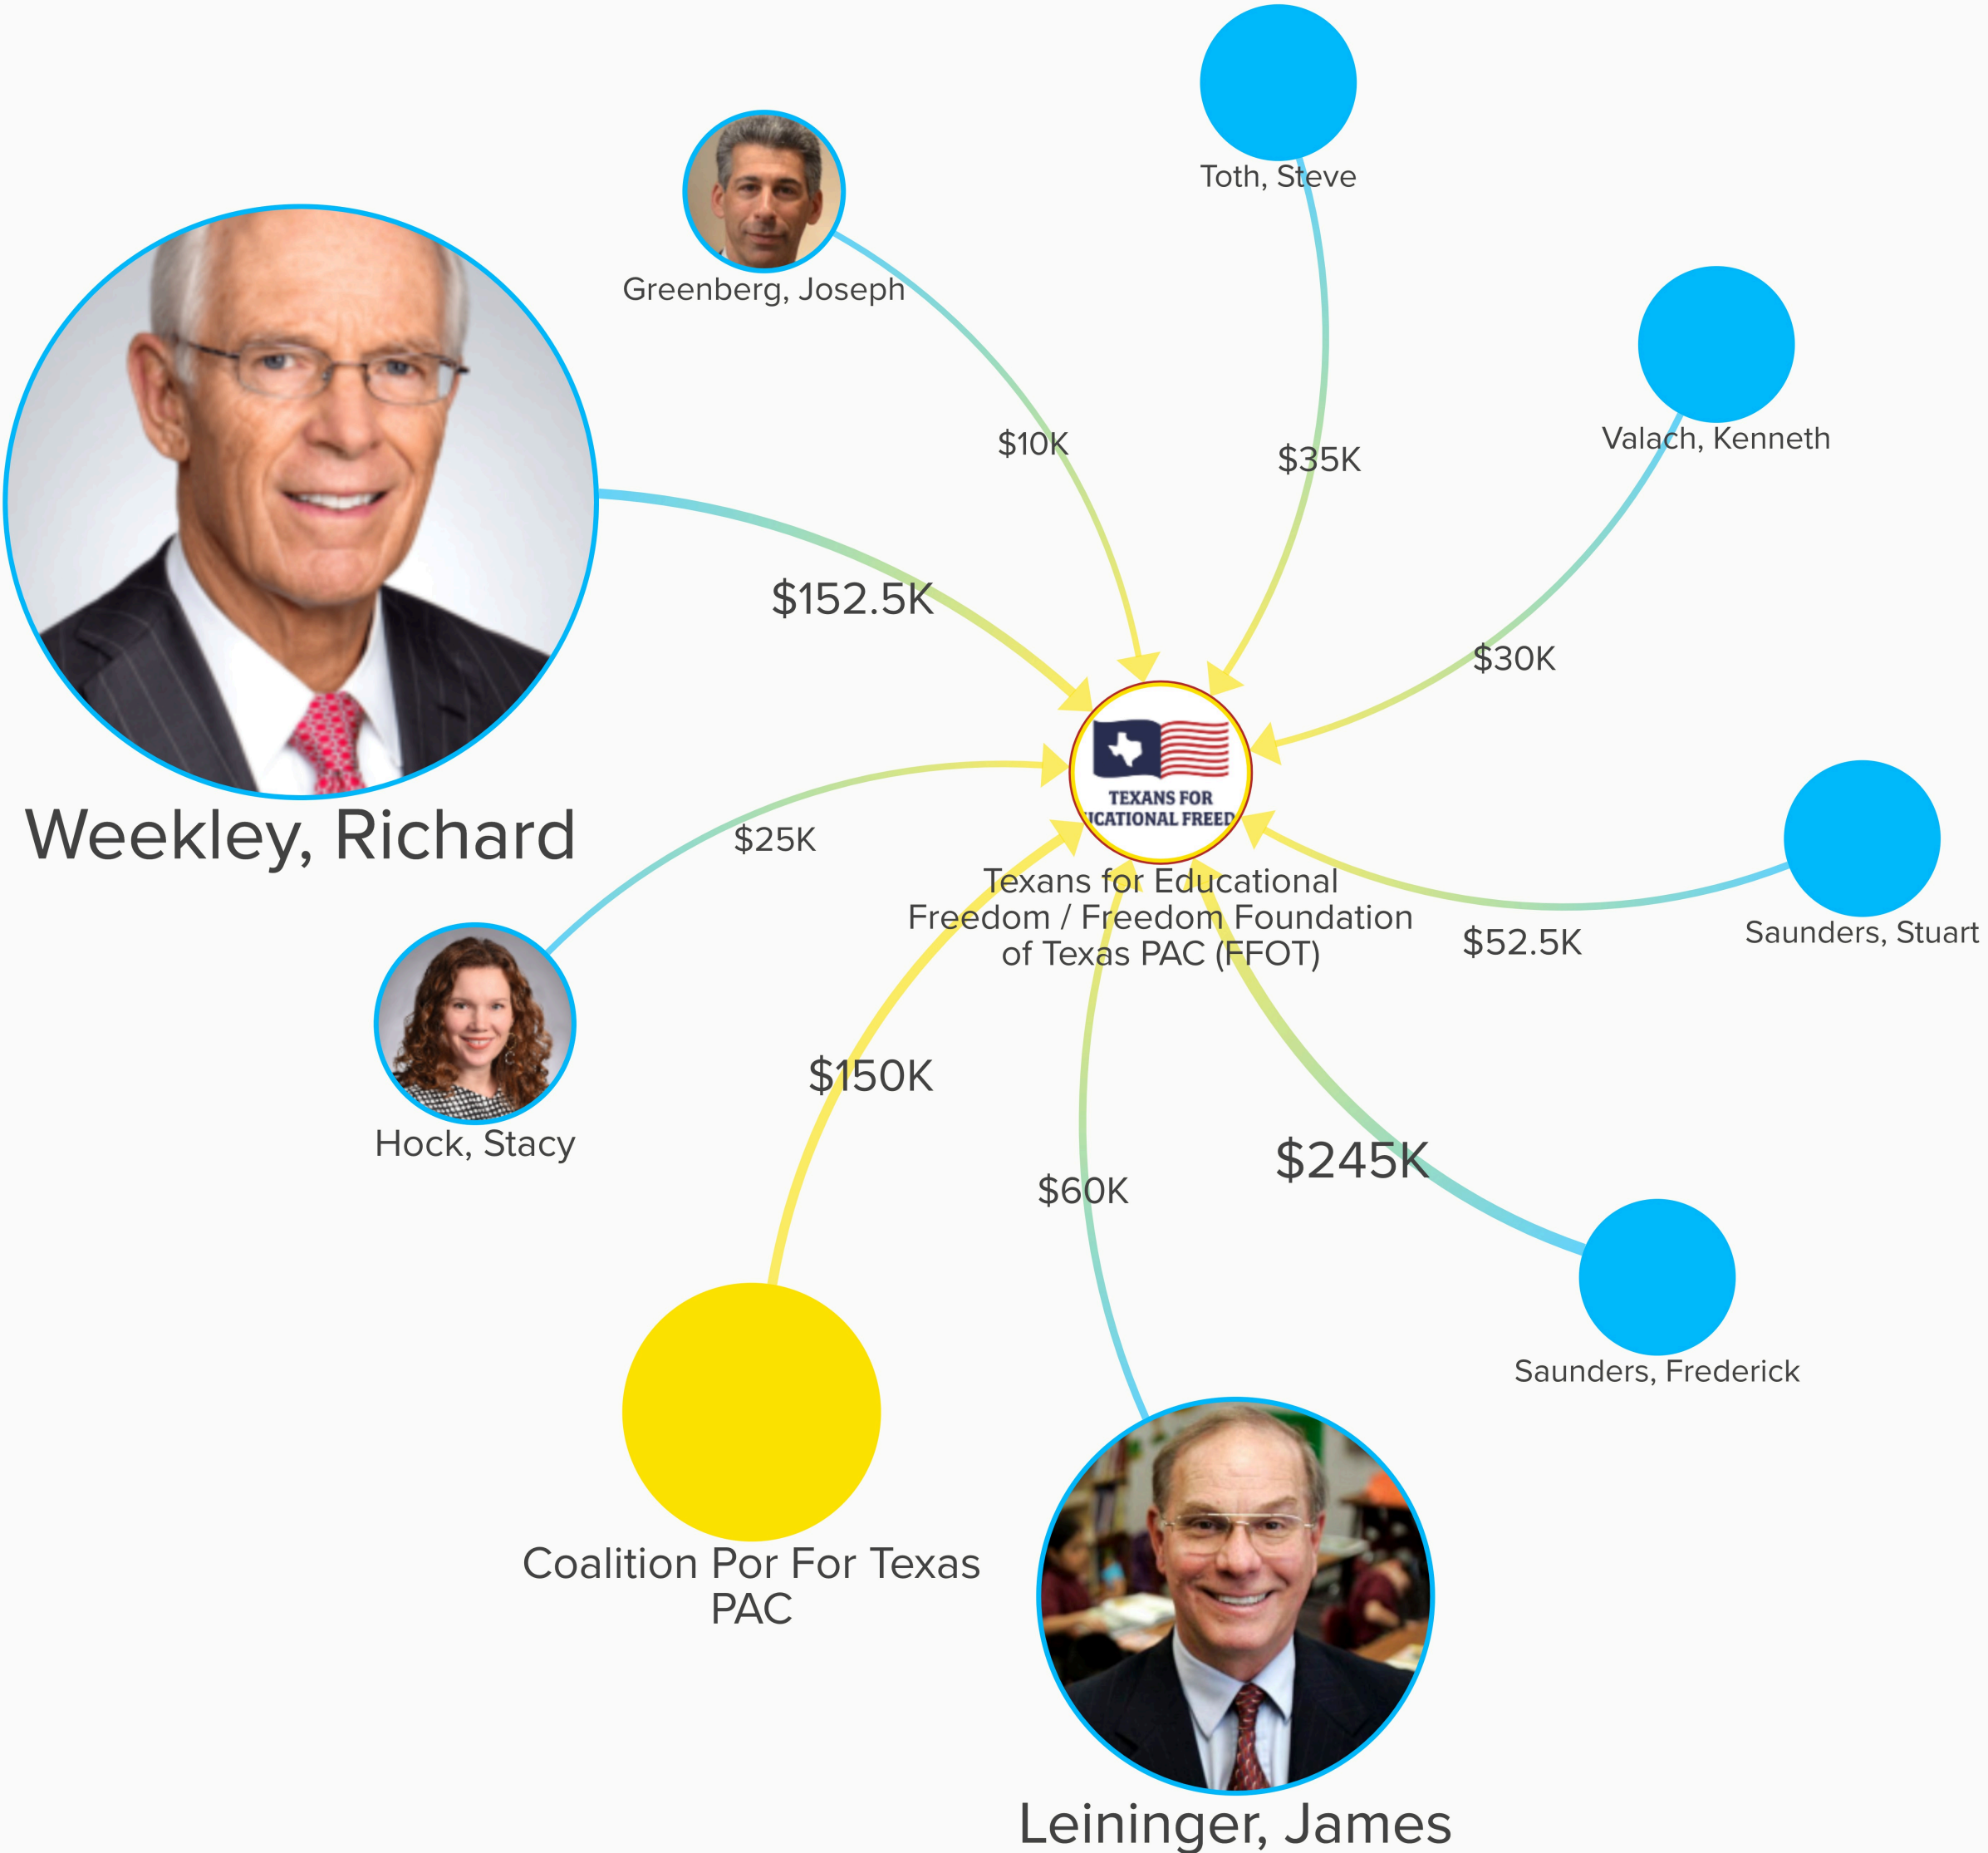 Toth, Steve
Greenberg, Joseph
Valach, Kenneth
$10K
$35K
$152.5K
$30K
TEXANS FOR
ICATIONAL FREED
Weekley, Richard
$25K
Texans for Educational
Freedom / Freedom Foundation
of Texas PAC (FFOT)
Saunders, Stuart
$52.5K
$150K
Hock, Stacy
$245K
$60K
Saunders, Frederick
Coalition Por For Texas
PAC
Leininger, James